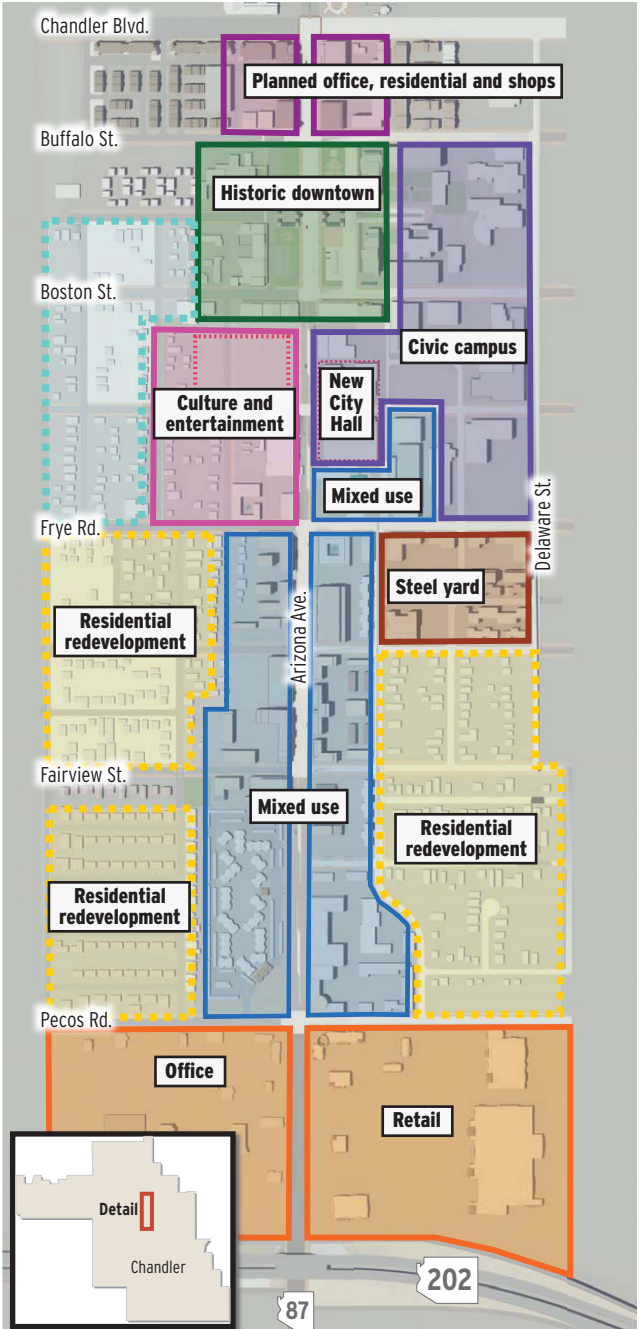 Chandler Blvd.
Planned office, residential and shops
Buffalo St.
Historic downtown
Boston St.
Civic campus
New
City
Hall
Culture and
entertainment
Mixed use
Frye Rd.
Delaware St.
Steel yard
Residential
redevelopment
Arizona Ave.
Fairview St.
Mixed use
Residential
redevelopment
Residential
redevelopment
Pecos Rd.
Office
Retail
Detail
Chandler
202
87